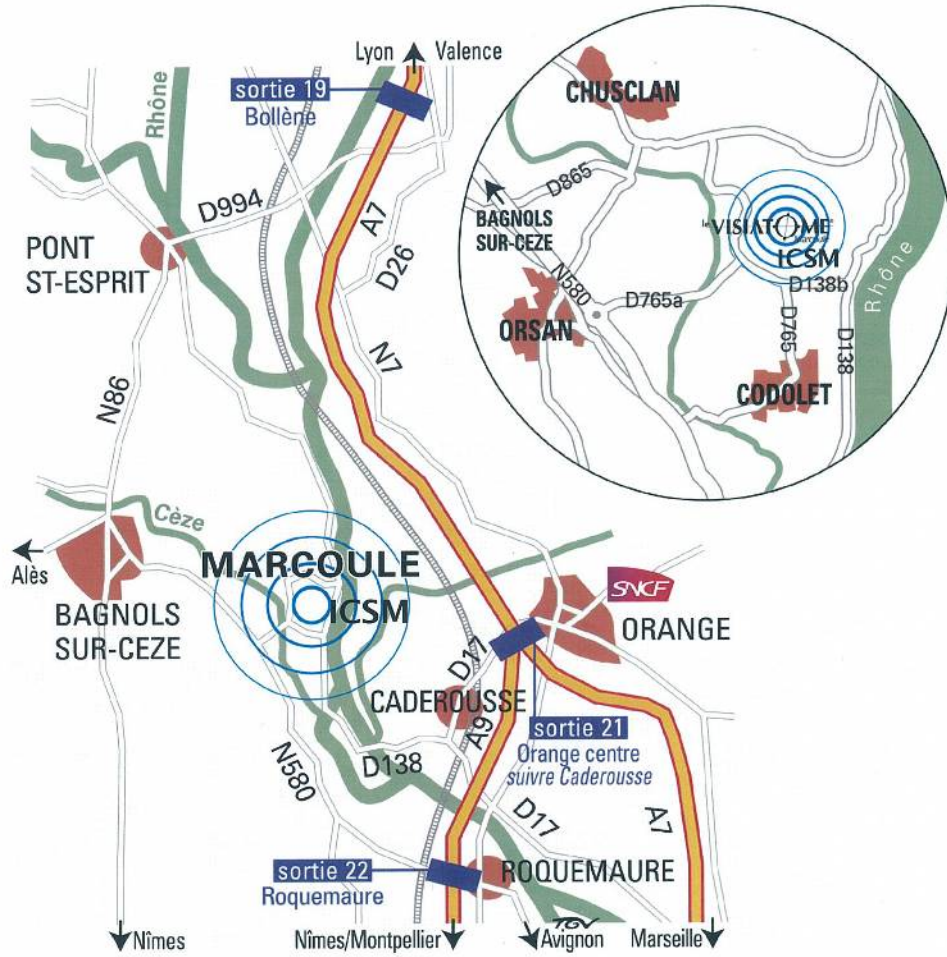 Lyon Valence
sortie 19
Bollène
Rhône
D994
A7
D26
PONT
ST-ESPRIT
N7
N86
Cèze
Alès
BAGNOLS
SUR-CEZE
MARCOULE
ICSM
SNCF
ORANGE
D17
CADEROUSSE
A9
sortie 21
Orange centre
suivre Caderousse
N580
D138
D17
A7
sortie 22
Roquemaure
ROQUEMAURE
Nîmes
Nîmes/Montpellier
TGV
Avignon
Marseille
CHUSCLAN
D865
BAGNOLS
SUR-CEZE
le VISIATOME
ICSM
D138b
Rhône
N580
D765a
ORSAN
D765
D138
CODOLET